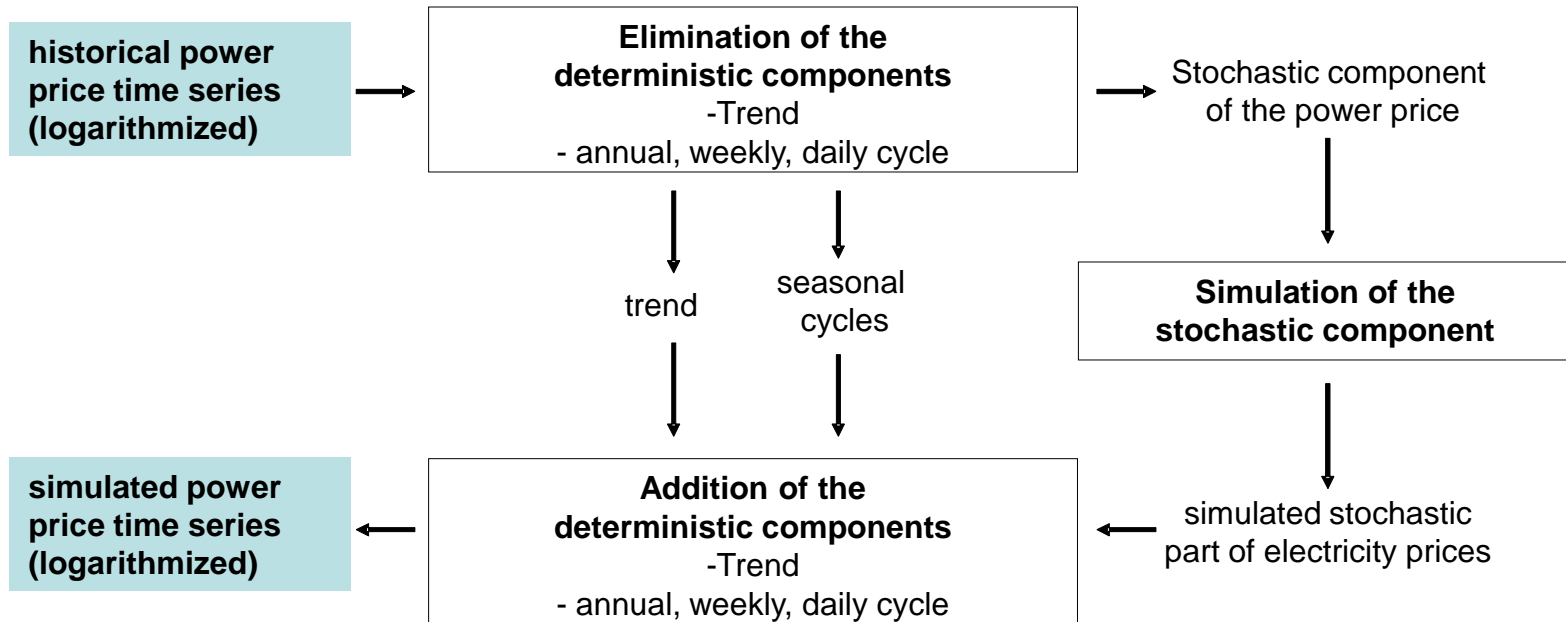 historical power
price time series
(logarithmized)
Elimination of the
deterministic components
-Trend
- annual, weekly, daily cycle
Stochastic component
of the power price
trend
seasonal
cycles
Simulation of the
stochastic component
simulated power
price time series
(logarithmized)
Addition of the
deterministic components
-Trend
- annual, weekly, daily cycle
simulated stochastic
part of electricity prices